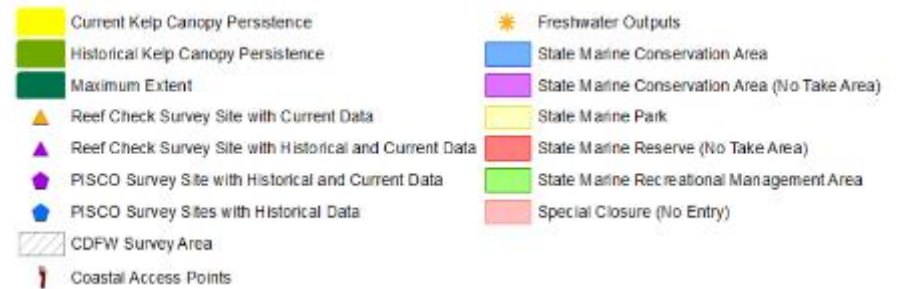 Current Kelp Canopy Persistence
Historical Kelp Canopy Persistence
Maximum Extent
Reef Check Survey Site with Current Data
Reef Check Survey Site with Historical and Current Data
PISCO Survey Site with Historical and Current Data
PISCO Survey Sites with Historical Data
CDFW Survey Area
Coastal Access Points
Freshwater Outputs
State Marine Conservation Area
State Marine Conservation Area (No Take Area)
State Marine Park
State Marine Reserve (No Take Area)
State Marine Recreational Management Area
Special Closure (No Entry)